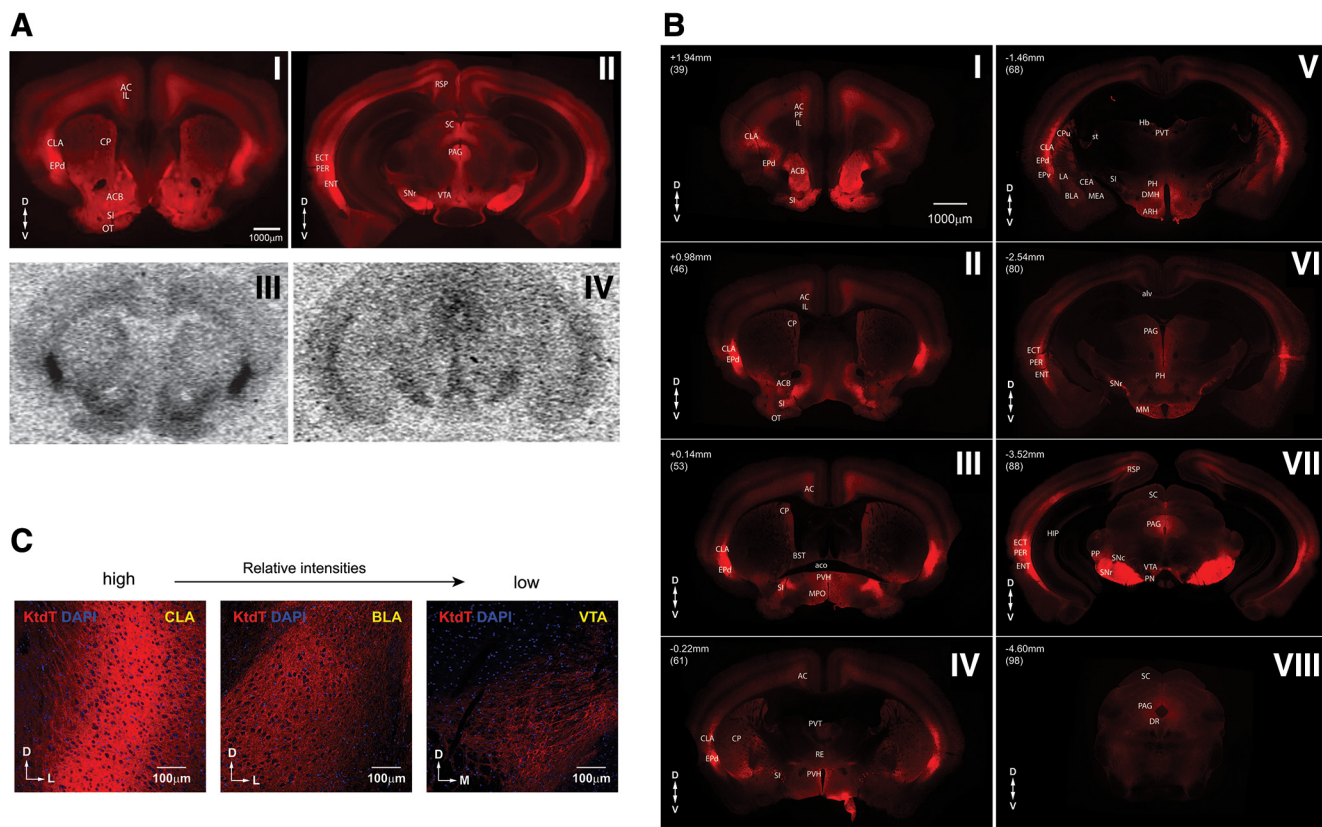 A
I
AC
IL
CLA
CP
EPd
ACB
SI
OT
D
V
1000μm
II
RSP
SC
PAG
ECT
PER
ENT
SNr
VTA
D
V
III
IV
B
+1.94mm
(39)
I
AC
PF
IL
CLA
EPd
ACB
SI
D
V
1000μm
+0.98mm
(46)
II
AC
IL
CP
CLA
EPd
ACB
SI
OT
D
V
+0.14mm
(53)
III
AC
CP
CLA
BST
EPd
aco
PVH
SI
MPO
D
V
-0.22mm
(61)
IV
AC
PVT
CLA
CP
RE
EPd
SI
PVH
D
V
-1.46mm
(68)
V
Hb
CPu
st
PVT
CLA
EPd
EPv
LA
CEA
SI
PH
BLA
MEA
DMH
ARH
D
V
-2.54mm
(80)
VI
alv
PAG
ECT
PER
ENT
PH
SNr
MM
D
V
-3.52mm
(88)
VII
RSP
SC
PAG
HIP
ECT
PER
ENT
PP
SNc
SNr
VTA
PN
D
V
-4.60mm
(98)
VIII
SC
PAG
DR
D
V
C
high
Relative intensities
low
KtdT DAPI CLA
D
L
100μm
KtdT DAPI BLA
D
L
100μm
KtdT DAPI VTA
D
M
100μm